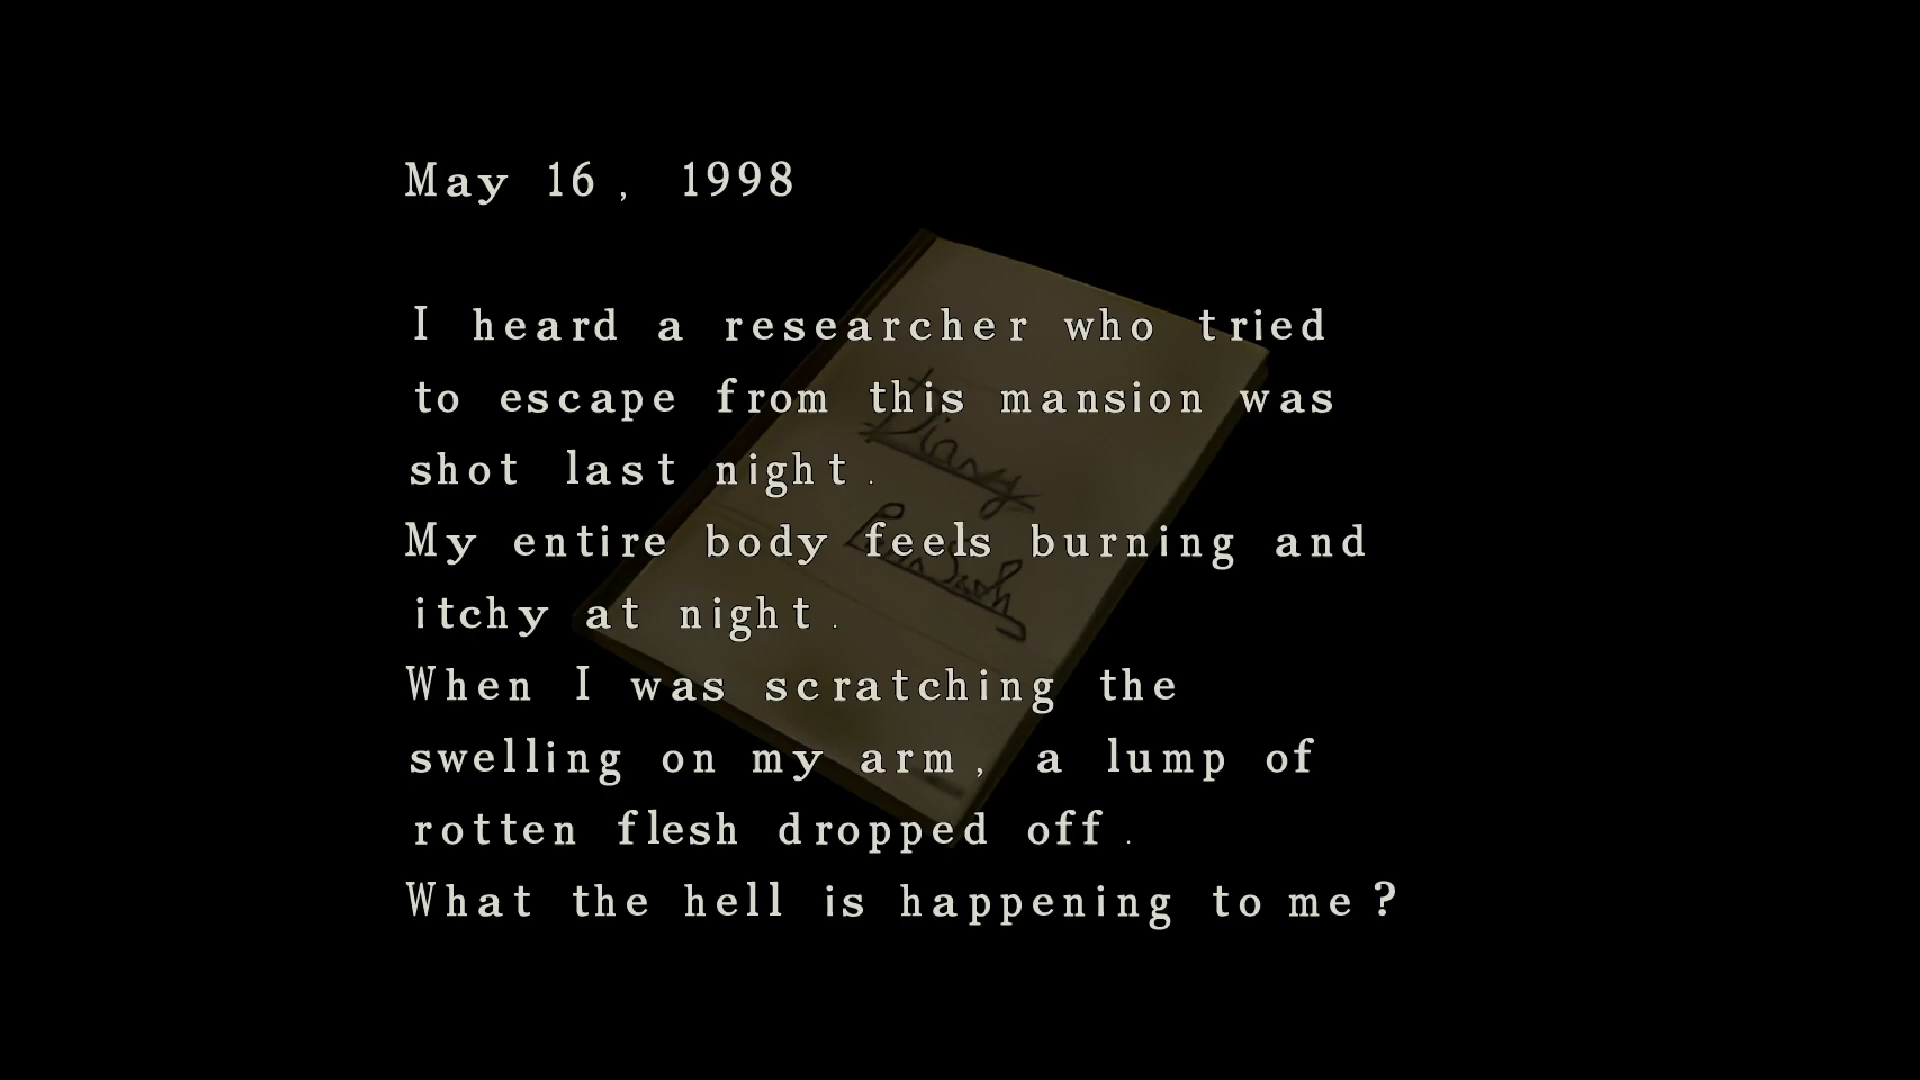 May 16, 1998
I heard a researcher who tried
to escape from this mansion was
shot last night.
My entire body feels burning and
itchy at night.
When I was scratching the
swelling on my arm, a lump of
rotten flesh dropped off.
What the hell is happening to me?
Diary